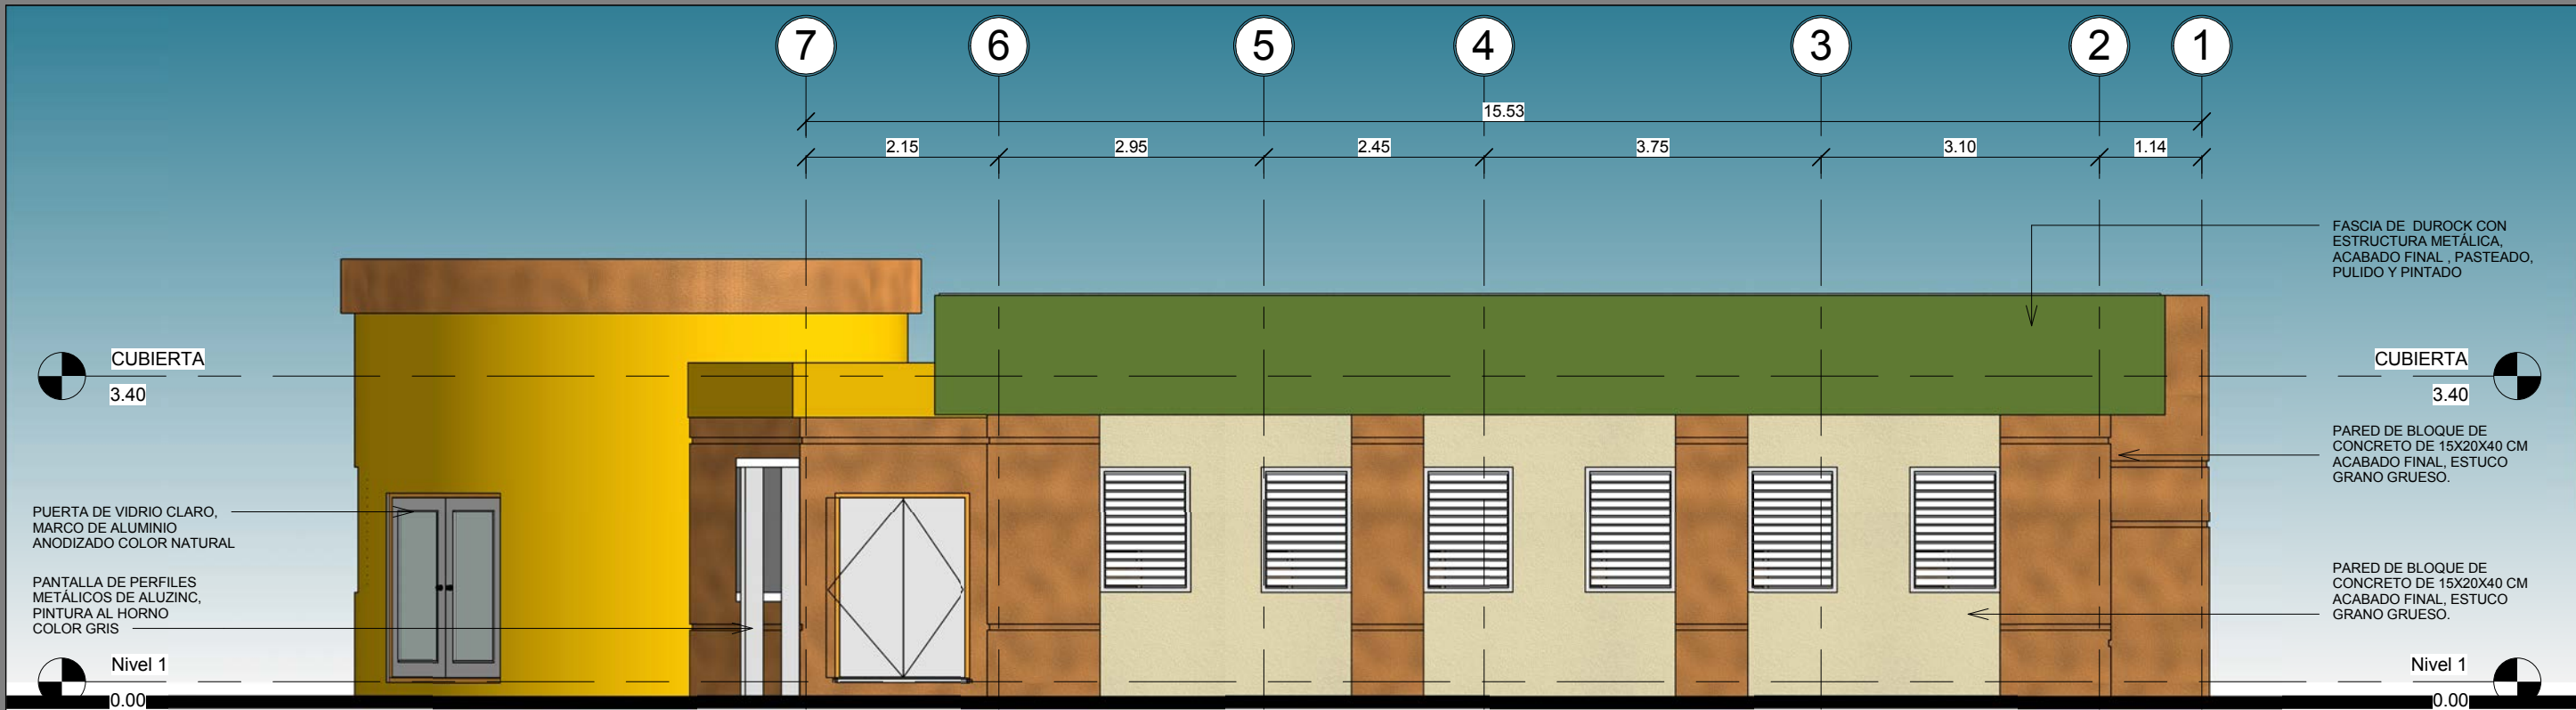 7 6 5 4 3 2 1
15.53
2.15 2.95 2.45 3.75 3.10 1.14
FASCIA DE DUROCK CON
ESTRUCTURA METÁLICA,
ACABADO FINAL , PASTEADO,
PULIDO Y PINTADO
CUBIERTA
3.40
CUBIERTA
3.40
PARED DE BLOQUE DE
CONCRETO DE 15X20X40 CM
ACABADO FINAL, ESTUCO
GRANO GRUESO.
PUERTA DE VIDRIO CLARO,
MARCO DE ALUMINIO
ANODIZADO COLOR NATURAL
PANTALLA DE PERFILES
METÁLICOS DE ALUZINC,
PINTURA AL HORNO
COLOR GRIS
PARED DE BLOQUE DE
CONCRETO DE 15X20X40 CM
ACABADO FINAL, ESTUCO
GRANO GRUESO.
Nivel 1
0.00
Nivel 1
0.00